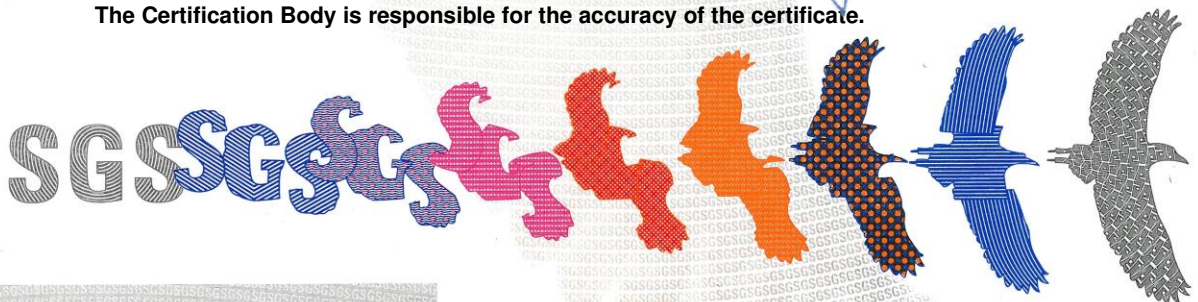 The Certification Body is responsible for the accuracy of the certificate.
SGS SGS SGS